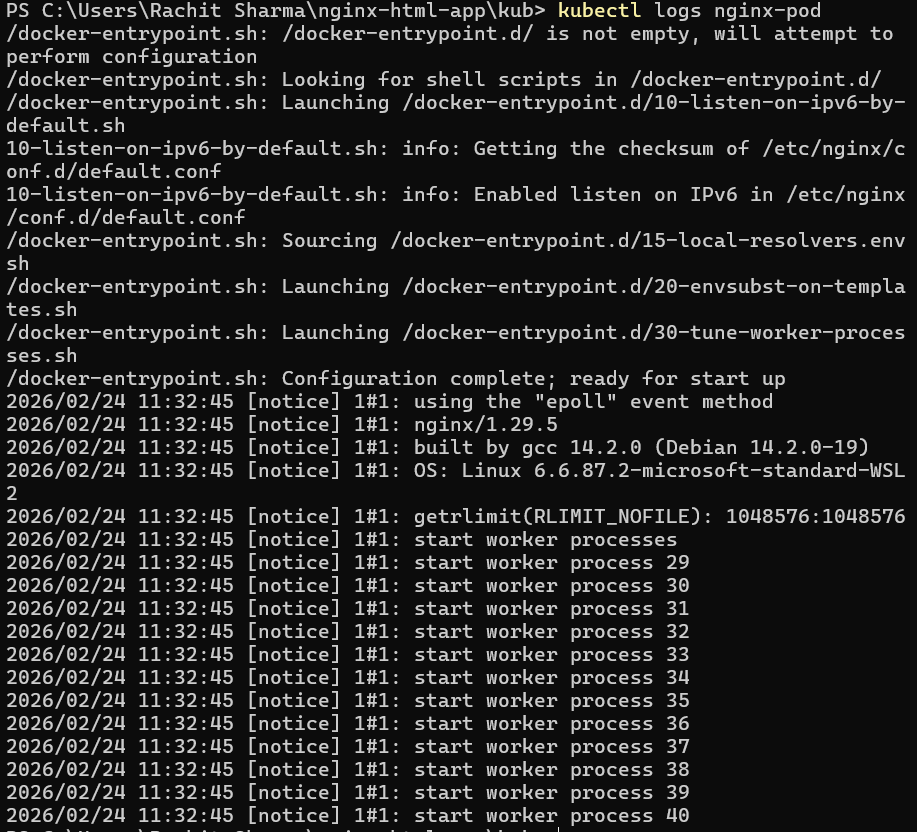 PS C:\Users\Rachit Sharma\nginx-html-app\kub> kubectl logs nginx-pod
/docker-entrypoint.sh: /docker-entrypoint.d/ is not empty, will attempt to
perform configuration
/docker-entrypoint.sh: Looking for shell scripts in /docker-entrypoint.d/
/docker-entrypoint.sh: Launching /docker-entrypoint.d/10-listen-on-ipv6-by-
default.sh
10-listen-on-ipv6-by-default.sh: info: Getting the checksum of /etc/nginx/c
onf.d/default.conf
10-listen-on-ipv6-by-default.sh: info: Enabled listen on IPv6 in /etc/nginx
/conf.d/default.conf
/docker-entrypoint.sh: Sourcing /docker-entrypoint.d/15-local-resolvers.env
sh
/docker-entrypoint.sh: Launching /docker-entrypoint.d/20-envsubst-on-templa
tes.sh
/docker-entrypoint.sh: Launching /docker-entrypoint.d/30-tune-worker-proces
ses.sh
/docker-entrypoint.sh: Configuration complete; ready for start up
2026/02/24 11:32:45 [notice] 1#1: using the "epoll" event method
2026/02/24 11:32:45 [notice] 1#1: nginx/1.29.5
2026/02/24 11:32:45 [notice] 1#1: built by gcc 14.2.0 (Debian 14.2.0-19)
2026/02/24 11:32:45 [notice] 1#1: OS: Linux 6.6.87.2-microsoft-standard-WSL
2
2026/02/24 11:32:45 [notice] 1#1: getrlimit(RLIMIT_NOFILE): 1048576:1048576
2026/02/24 11:32:45 [notice] 1#1: start worker processes
2026/02/24 11:32:45 [notice] 1#1: start worker process 29
2026/02/24 11:32:45 [notice] 1#1: start worker process 30
2026/02/24 11:32:45 [notice] 1#1: start worker process 31
2026/02/24 11:32:45 [notice] 1#1: start worker process 32
2026/02/24 11:32:45 [notice] 1#1: start worker process 33
2026/02/24 11:32:45 [notice] 1#1: start worker process 34
2026/02/24 11:32:45 [notice] 1#1: start worker process 35
2026/02/24 11:32:45 [notice] 1#1: start worker process 36
2026/02/24 11:32:45 [notice] 1#1: start worker process 37
2026/02/24 11:32:45 [notice] 1#1: start worker process 38
2026/02/24 11:32:45 [notice] 1#1: start worker process 39
2026/02/24 11:32:45 [notice] 1#1: start worker process 40